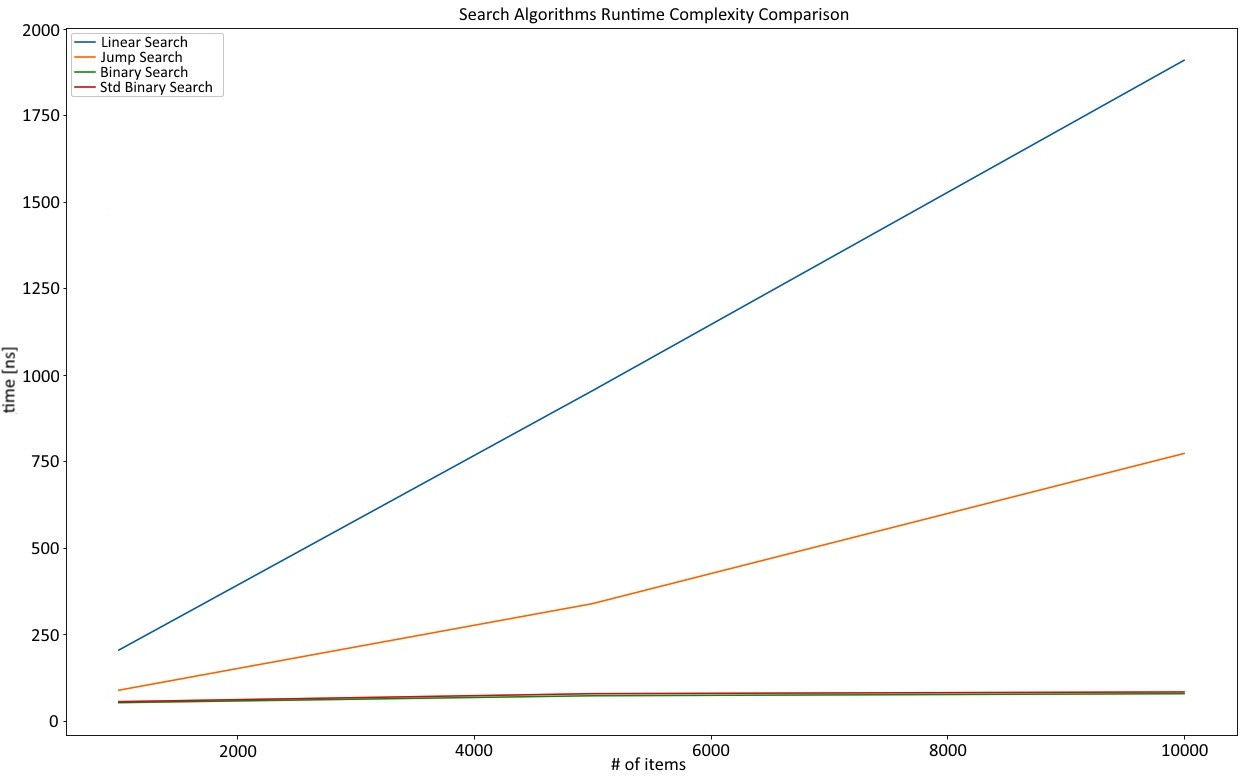 Search Algorithms Runtime Complexity Comparison
2000
Linear Search
Jump Search
Binary Search
Std Binary Search
1750
1500
1250
1000
time [ns]
750
500
250
0
2000 4000 6000 8000 10000
# of items